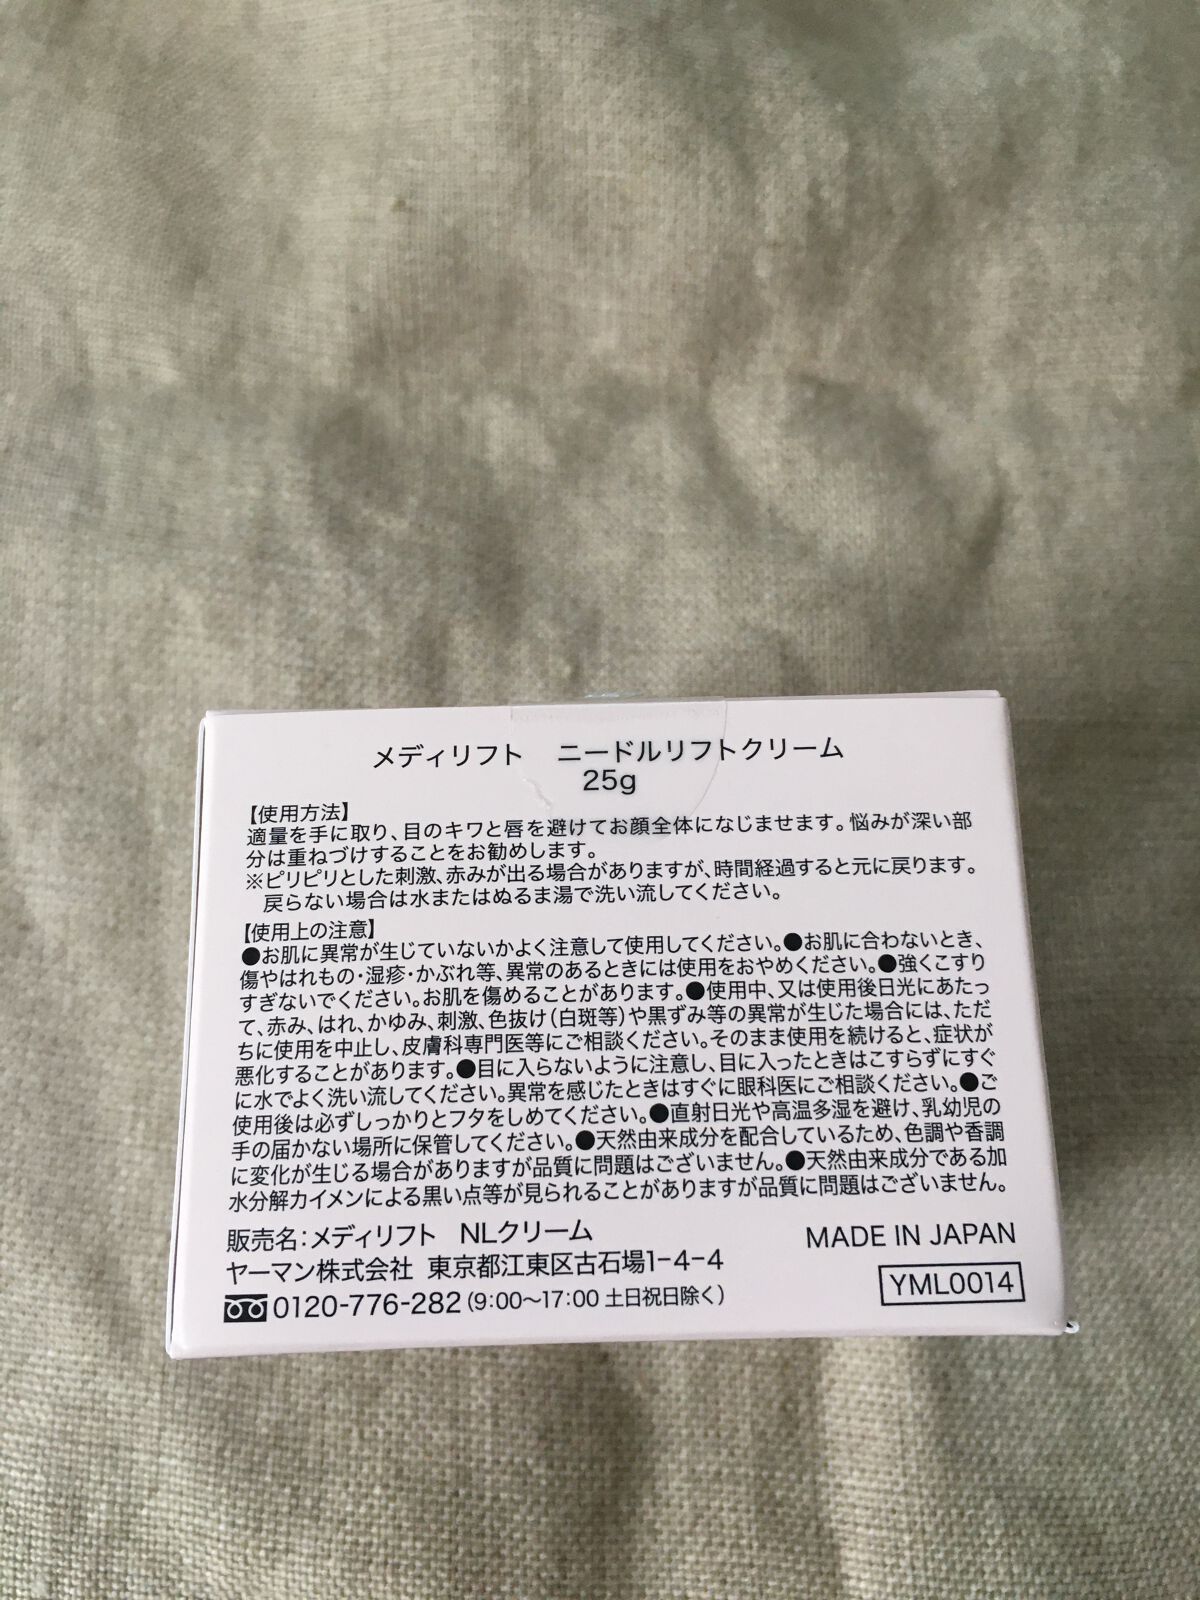 メディリフト　ニードルリフトクリーム
25g
【使用方法】
適量を手に取り、目のキワと唇を避けてお顔全体になじませます。悩みが深い部
分は重ねづけすることをお勧めします。
※ピリピリとした刺激、赤みが出る場合がありますが、時間経過すると元に戻ります。
戻らない場合は水またはぬるま湯で洗い流してください。
【使用上の注意】
●お肌に異常が生じていないかよく注意して使用してください。●お肌に合わないとき、
傷やはれもの・湿疹・かぶれ等、異常のあるときには使用をおやめください。●強くこすり
すぎないでください。お肌を傷めることがあります。●使用中、又は使用後日光にあたっ
て、赤み、はれ、かゆみ、刺激、色抜け（白斑等）や黒ずみ等の異常が生じた場合には、ただ
ちに使用を中止し、皮膚科専門医等にご相談ください。そのまま使用を続けると、症状が
悪化することがあります。●目に入らないように注意し、目に入ったときはこすらずにすぐ
に水でよく洗い流してください。異常を感じたときはすぐに眼科医にご相談ください。●ご
使用後は必ずしっかりとフタをしめてください。●直射日光や高温多湿を避け、乳幼児の
手の届かない場所に保管してください。●天然由来成分を配合しているため、色調や香調
に変化が生じる場合がありますが品質に問題はございません。●天然由来成分である加
水分解カイメンによる黒い点等が見られることがありますが品質に問題はございません。
販売名：メディリフト　NLクリーム
MADE IN JAPAN
ヤーマン株式会社 東京都江東区古石場1-4-4
YML0014
0120-776-282（9:00〜17:00 土日祝日除く）